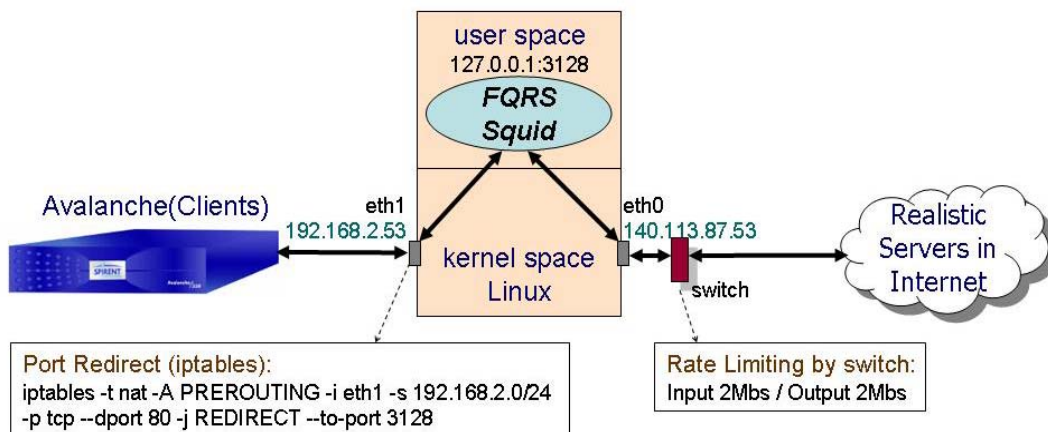 user space
127.0.0.1:3128
FQRS
Squid
Avalanche(Clients)
192.168.2.53
eth1
eth0
140.113.87.53
kernel space
Linux
switch
Realistic
Servers in
Internet
SPIRENT
Port Redirect (iptables):
iptables -t nat -A PREROUTING -i eth1 -s 192.168.2.0/24
-p tcp --dport 80 -j REDIRECT --to-port 3128
Rate Limiting by switch:
Input 2Mbs / Output 2Mbs